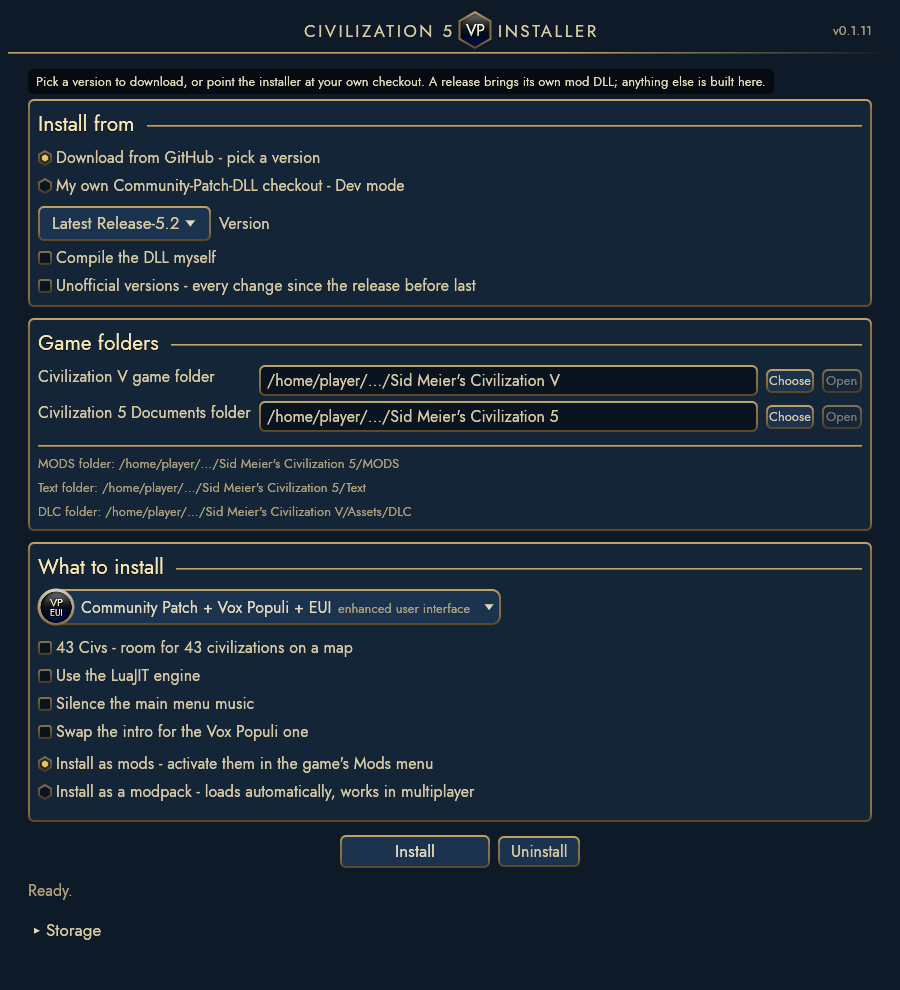 CIVILIZATION 5 VP INSTALLER
v0.1.11
Pick a version to download, or point the installer at your own checkout. A release brings its own mod DLL; anything else is built here.
Install from
Download from GitHub - pick a version
My own Community-Patch-DLL checkout - Dev mode
Latest Release-5.2 Version
Compile the DLL myself
Unofficial versions - every change since the release before last
Game folders
Civilization V game folder /home/player/.../Sid Meier's Civilization V Choose Open
Civilization 5 Documents folder /home/player/.../Sid Meier's Civilization 5 Choose Open
MODS folder: /home/player/.../Sid Meier's Civilization 5/MODS
Text folder: /home/player/.../Sid Meier's Civilization 5/Text
DLC folder: /home/player/.../Sid Meier's Civilization V/Assets/DLC
What to install
VP
EUI
Community Patch + Vox Populi + EUI enhanced user interface
43 Civs - room for 43 civilizations on a map
Use the LuaJIT engine
Silence the main menu music
Swap the intro for the Vox Populi one
Install as mods - activate them in the game's Mods menu
Install as a modpack - loads automatically, works in multiplayer
Install Uninstall
Ready.
Storage